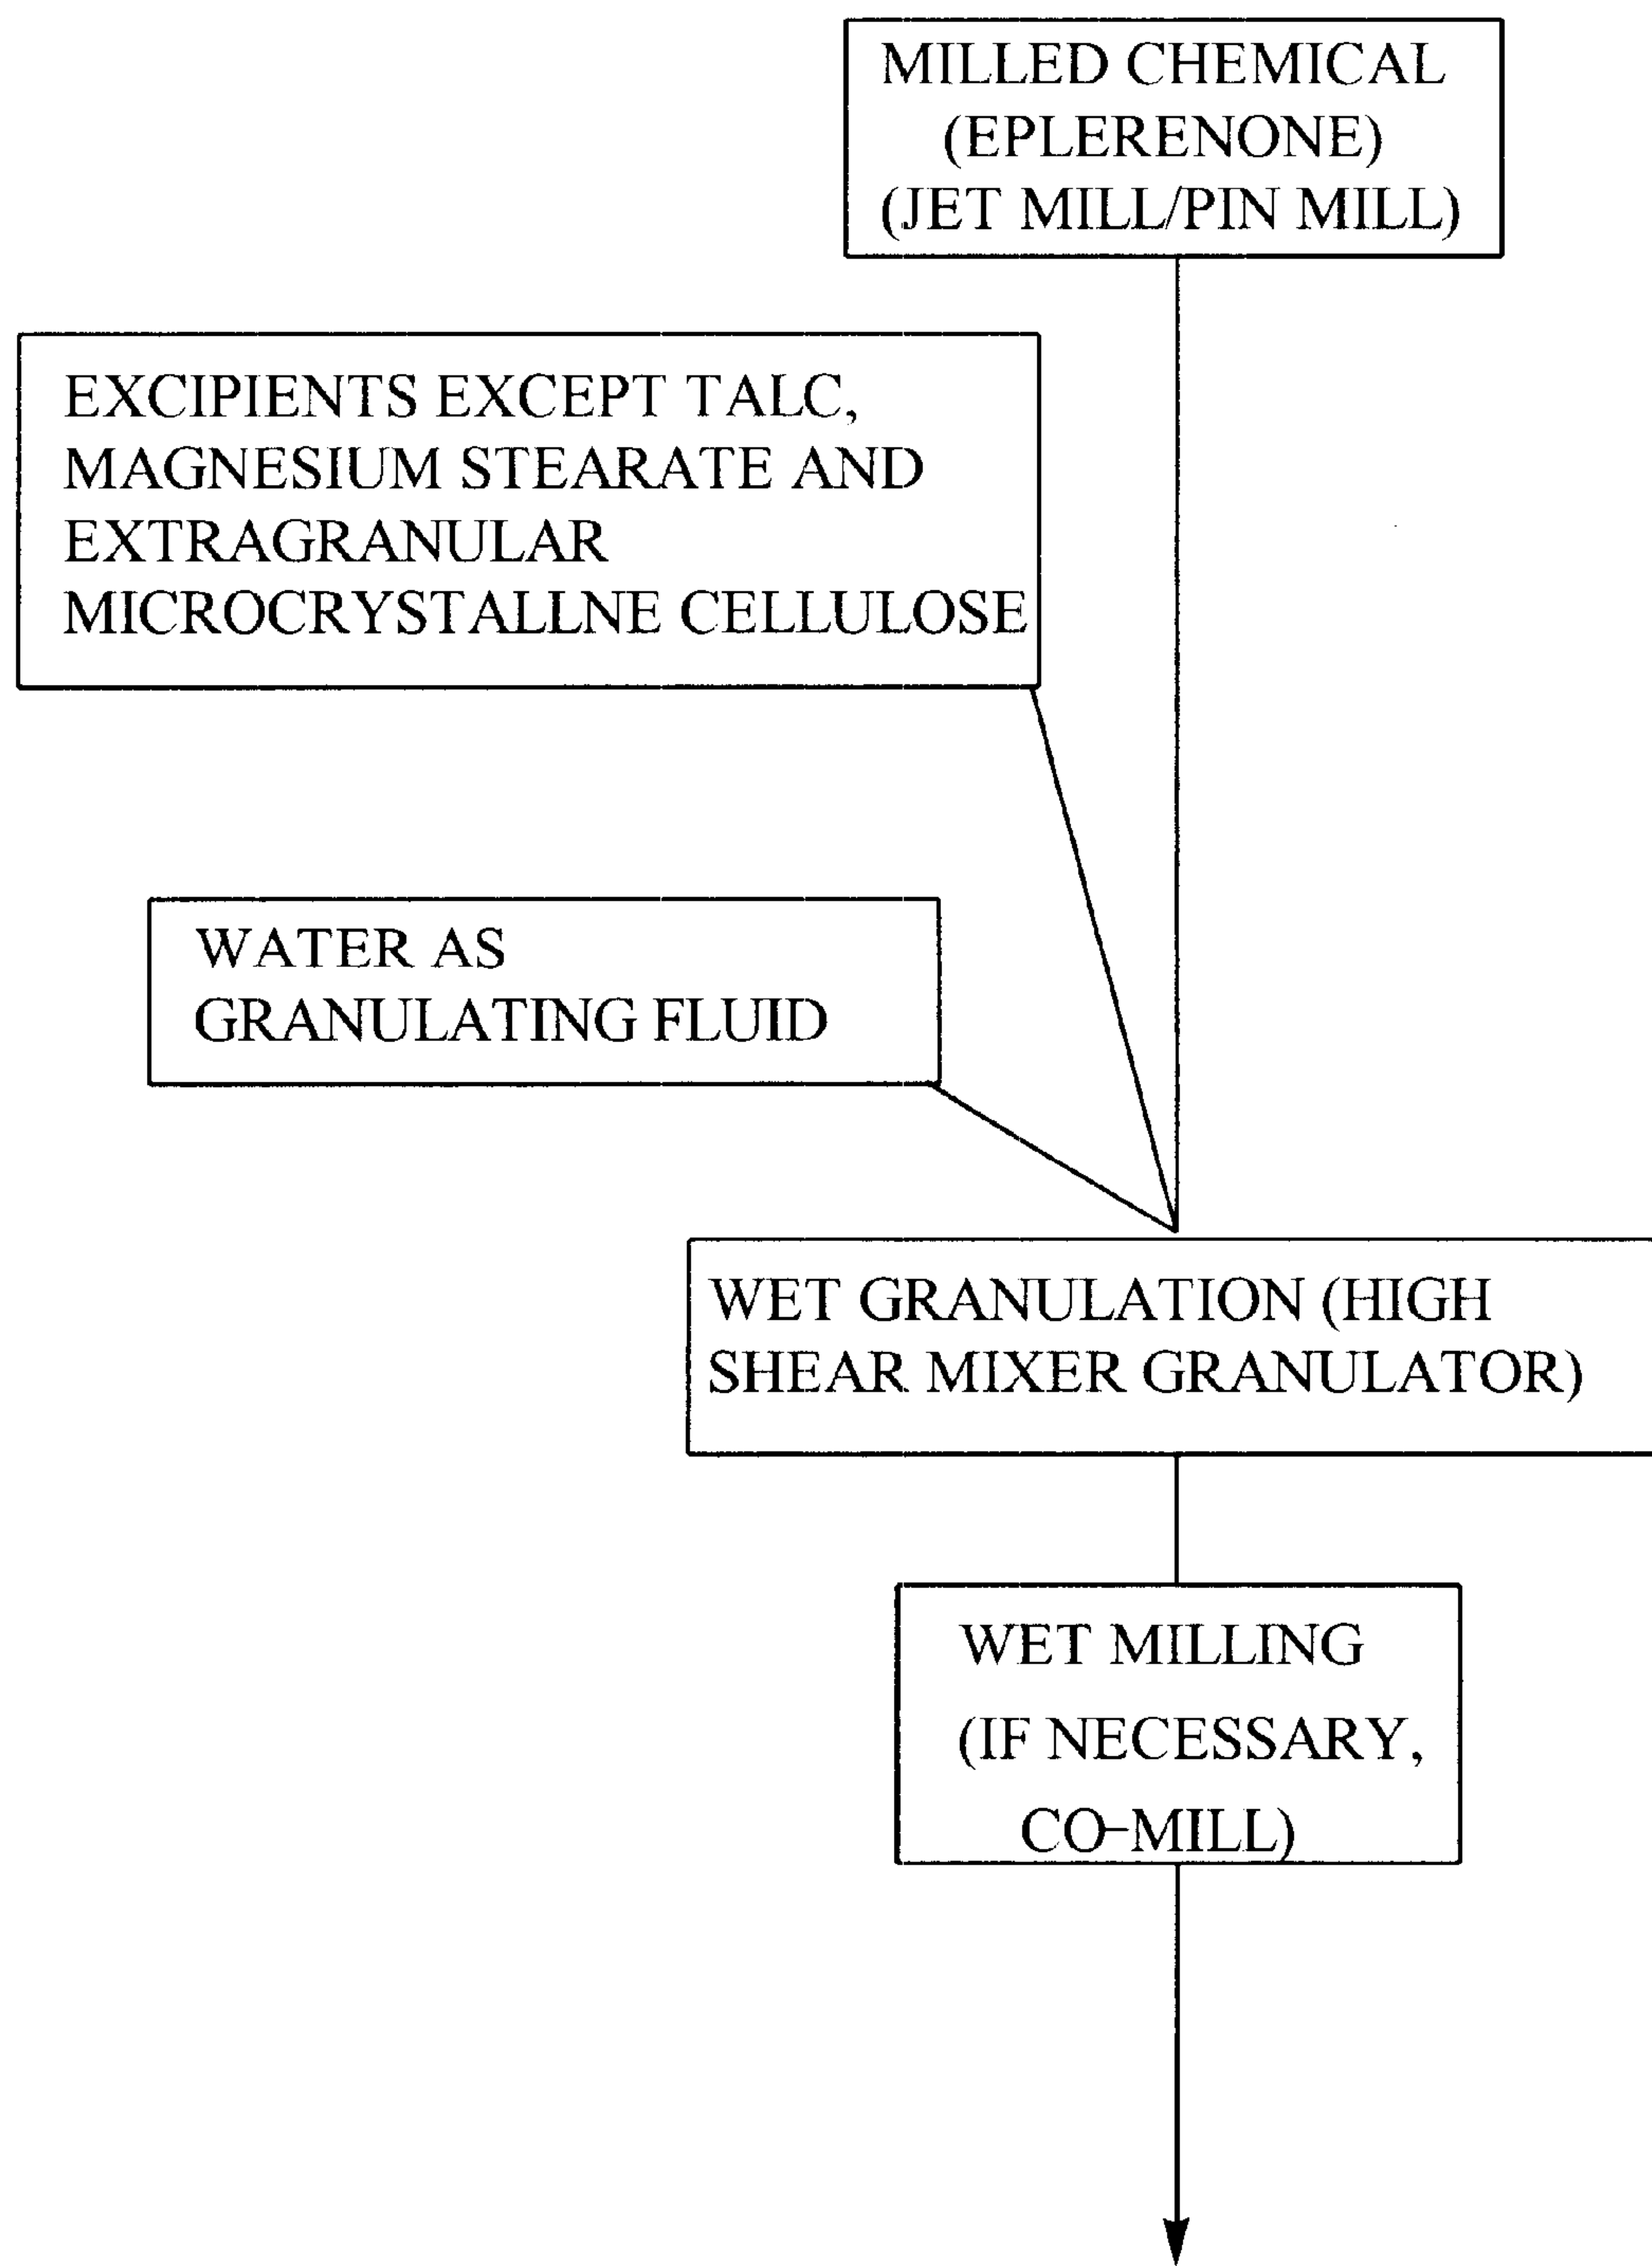 MILLED CHEMICAL
(EPLERENONE)
(JET MILL/PIN MILL)
EXCIPIENTS EXCEPT TALC,
MAGNESIUM STEARATE AND
EXTRAGRANULAR
MICROCRYSTALLNE CELLULOSE
WATER AS
GRANULATING FLUID
WET GRANULATION (HIGH
SHEAR MIXER GRANULATOR)
WET MILLING
(IF NECESSARY,
CO-MILL)